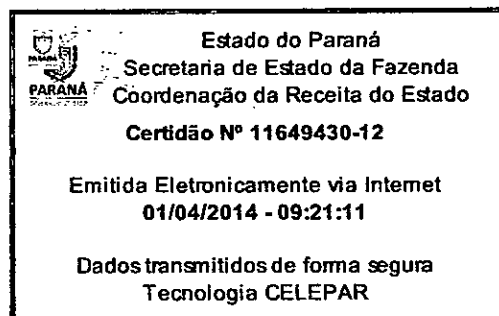 Estado do Paraná
Secretaria de Estado da Fazenda
PARANÁ
Coordenação da Receita do Estado
Certidão Nº 11649430-12
Emitida Eletronicamente via Internet
01/04/2014 - 09:21:11
Dados transmitidos de forma segura
Tecnologia CELEPAR